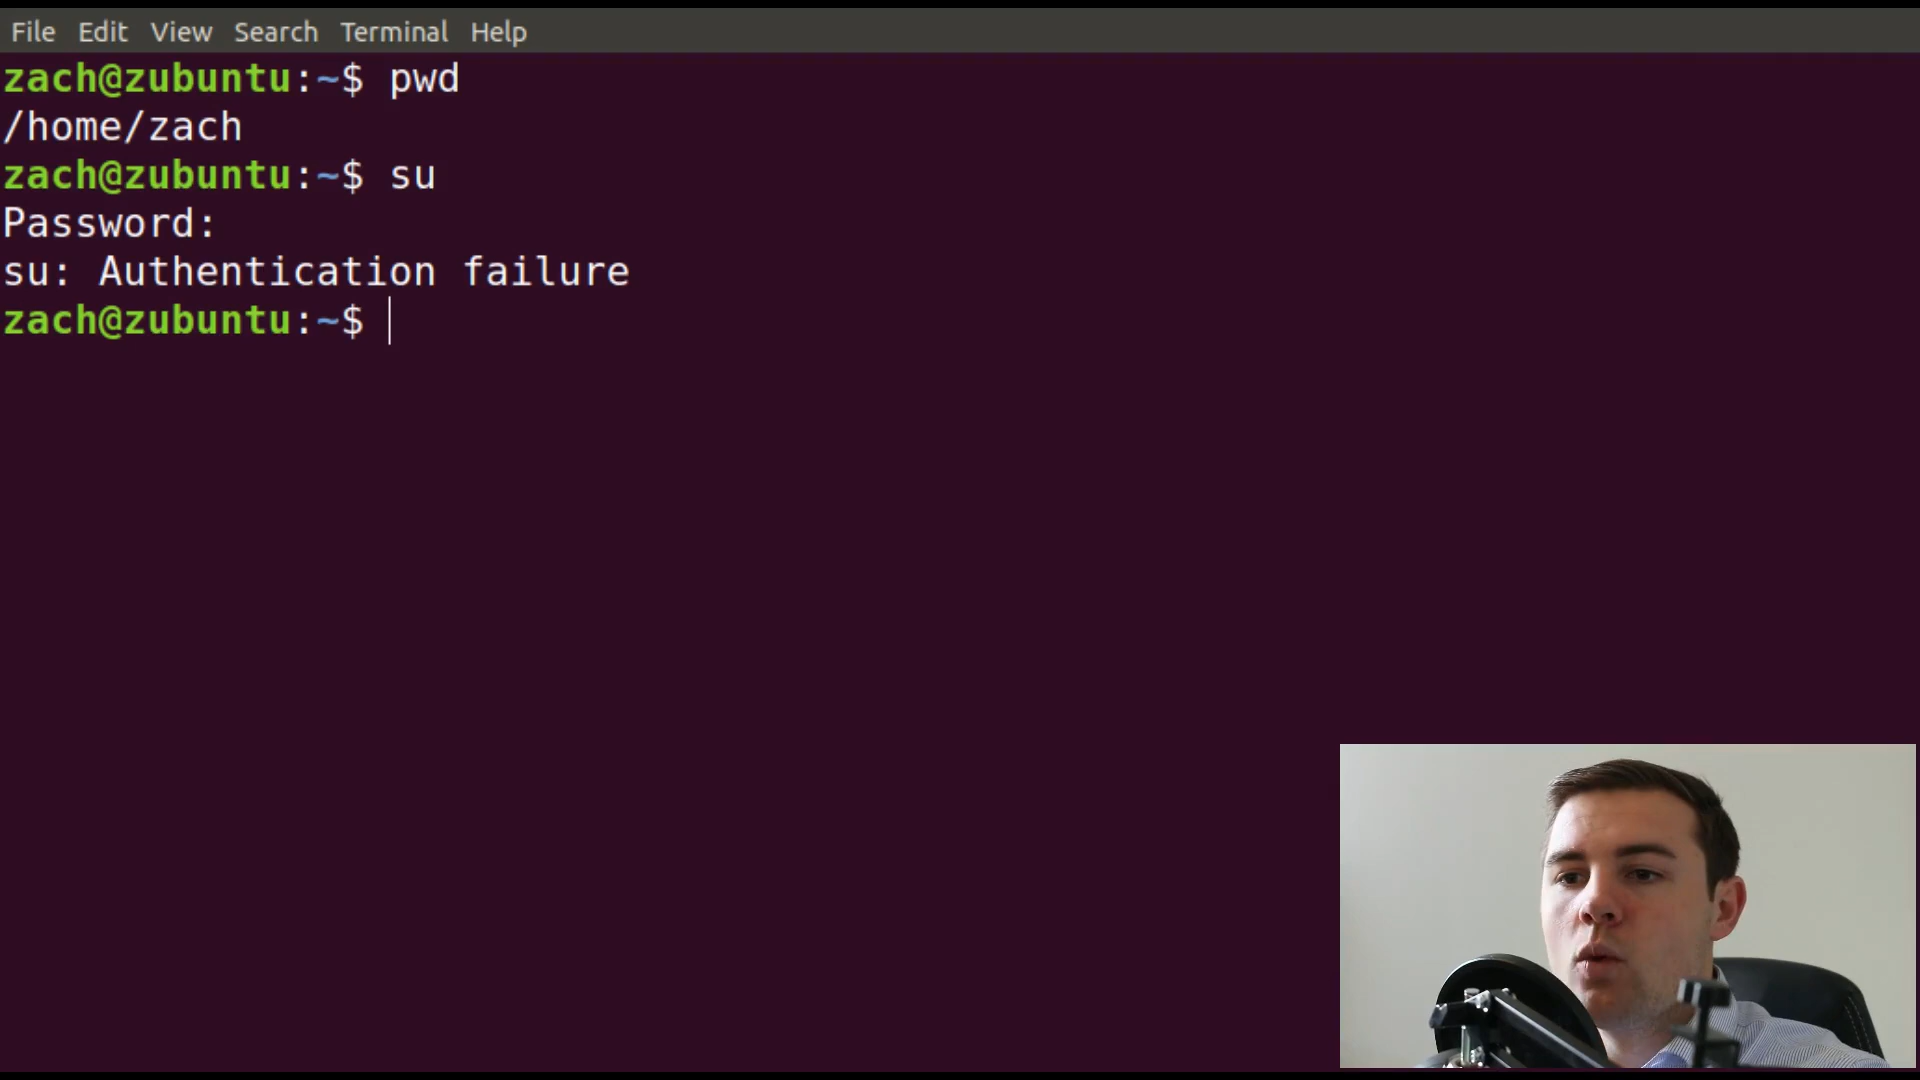 File Edit View Search Terminal Help
zach@zubuntu:~$ pwd
/home/zach
zach@zubuntu:~$ su
Password:
su: Authentication failure
zach@zubuntu:~$